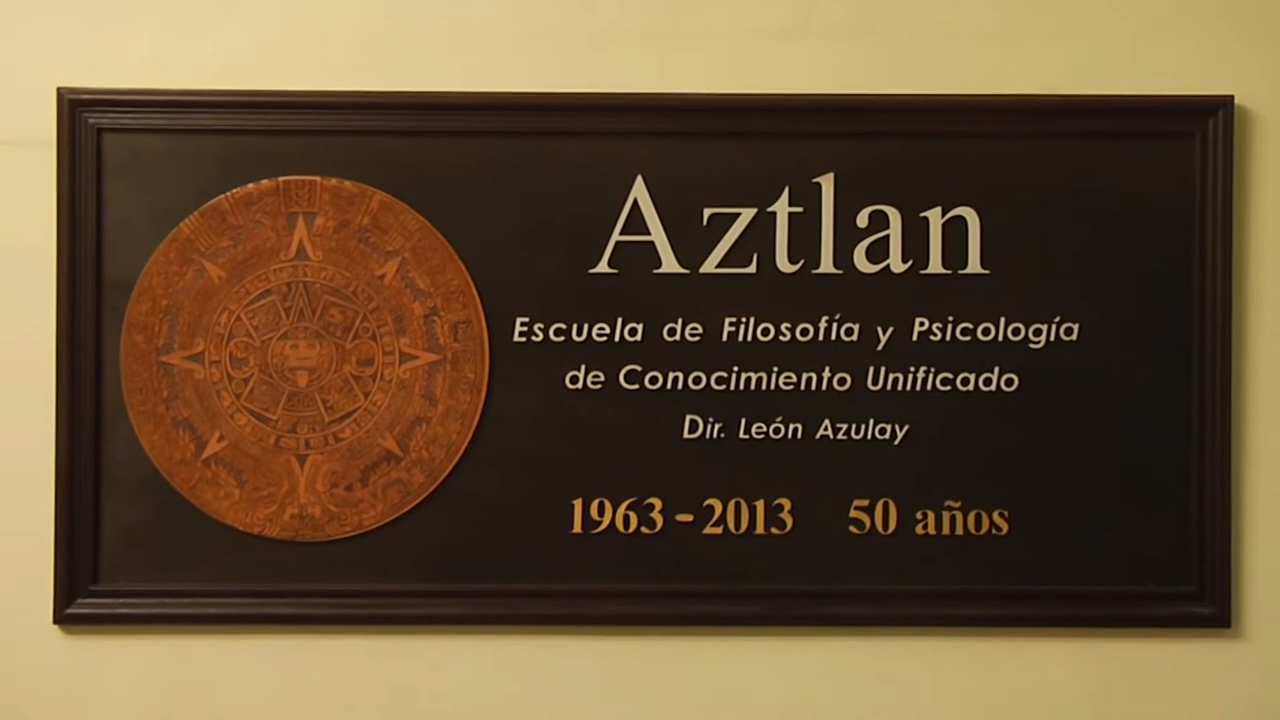 Aztlan
Escuela de Filosofía y Psicología
de Conocimiento Unificado
Dir. León Azulay
1963-2013 50 años